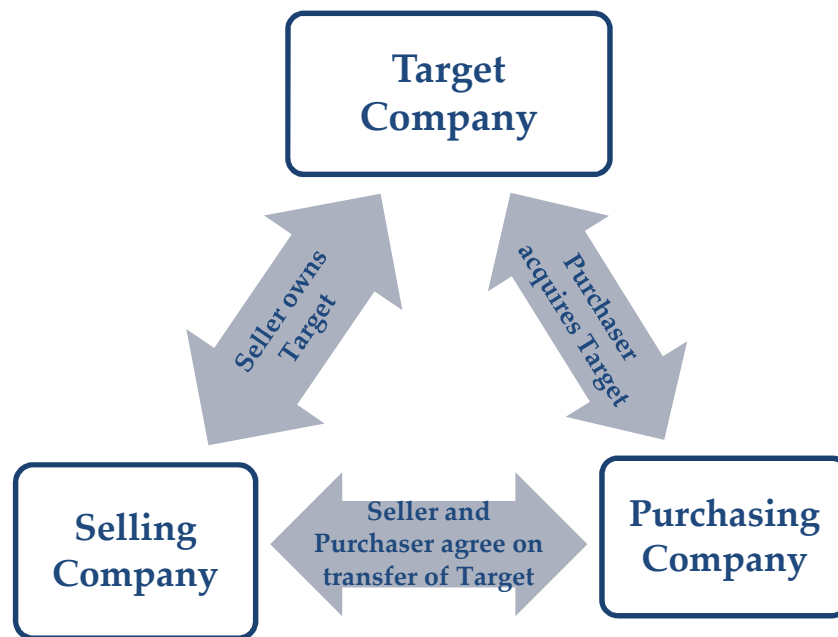 Target
Company
Seller owns
Target
Purchaser
acquires Target
Selling
Company
Seller and
Purchaser agree on
transfer of Target
Purchasing
Company